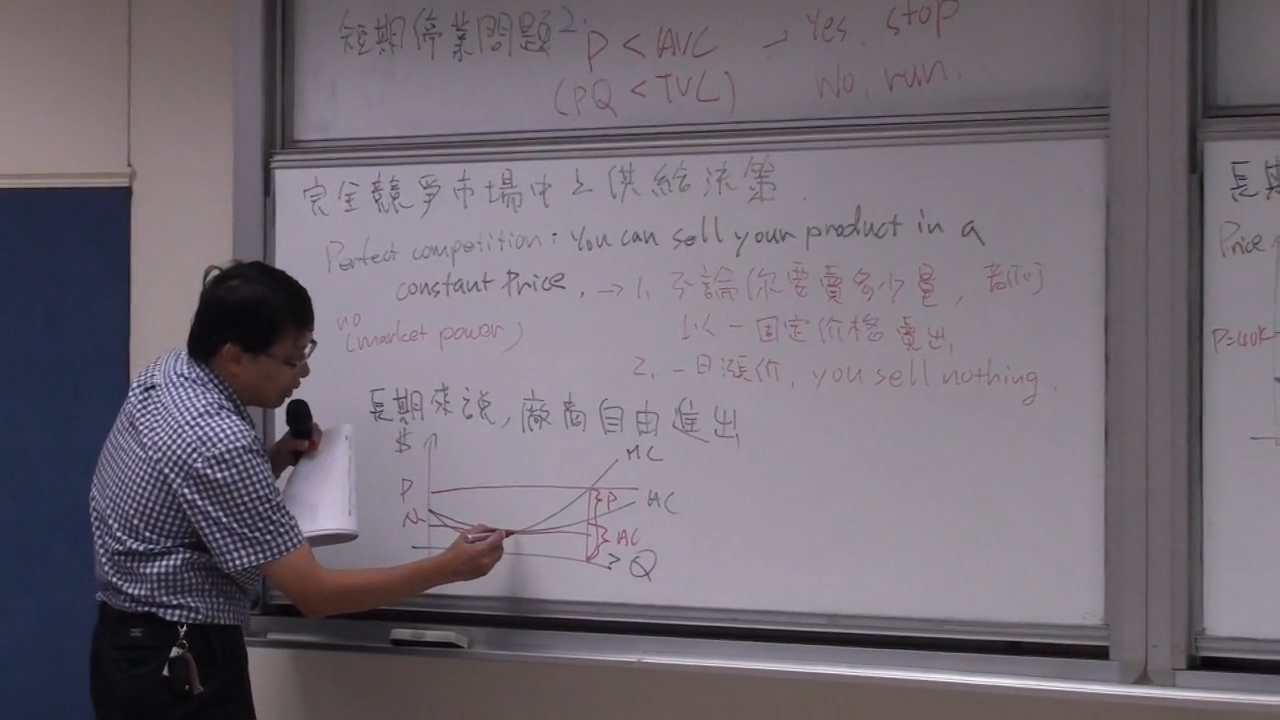 短期停業問題2: P < AVC → Yes, stop
(PQ < TVC) No, run.
完全競爭市場中之供給決策.
Perfect competition: You can sell your product in a
constant Price. → 1. 不論你要賣多少量, 都可
以一固定价格賣出.
no
(market power)
2. 一旦漲价, you sell nothing.
長期來說, 廠商自由進出
$
MC
P
P
AC
AC
Q
長期
Price
P=40K